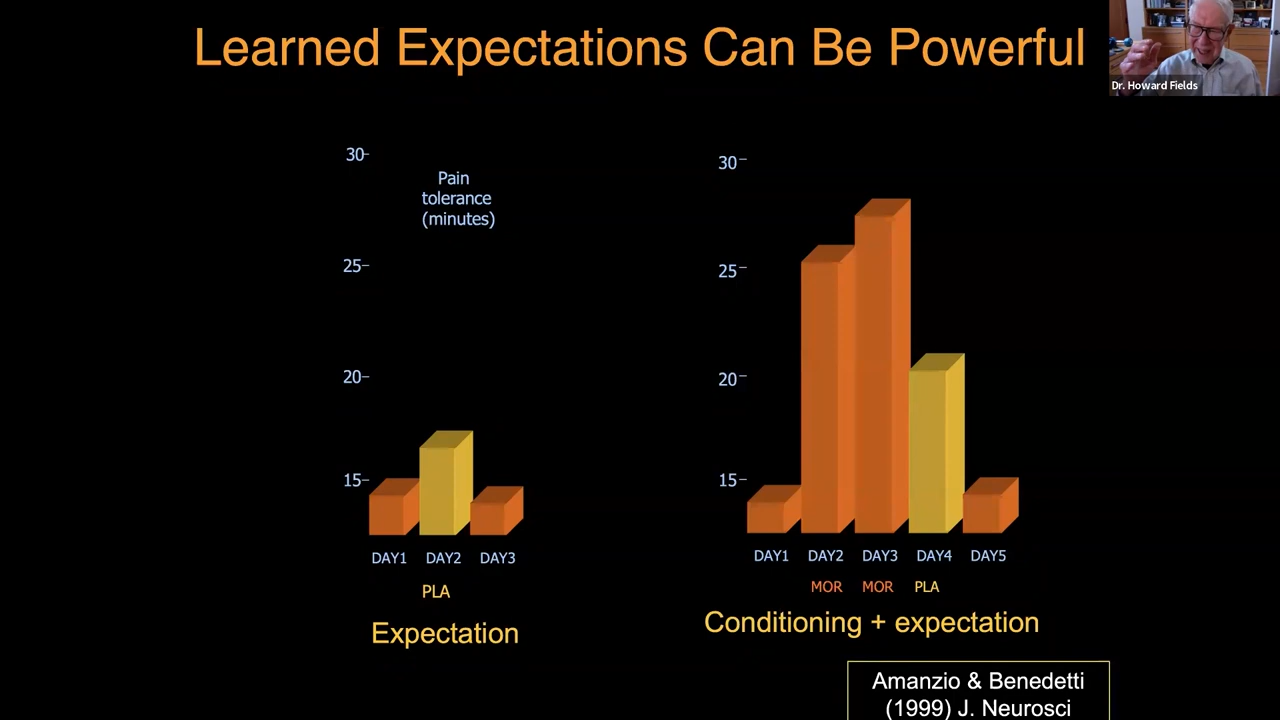 Learned Expectations Can Be Powerful
Dr. Howard Fields
30
Pain
tolerance
(minutes)
25
20
15
DAY1 DAY2 DAY3
PLA
Expectation
30
25
20
15
DAY1 DAY2 DAY3 DAY4 DAY5
MOR MOR PLA
Conditioning + expectation
Amanzio & Benedetti
(1999) J. Neurosci